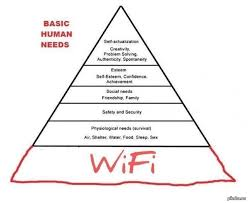 BASIC
HUMAN
NEEDS
Self-actualization
Creativity,
Problem Solving,
Authenticity, Spontaneity
Esteem
Self-Esteem, Confidence,
Achievement
Social needs
Friendship, Family
Safety and Security
Physiological needs (survival)
Air, Shelter, Water, Food, Sleep, Sex
WiFi